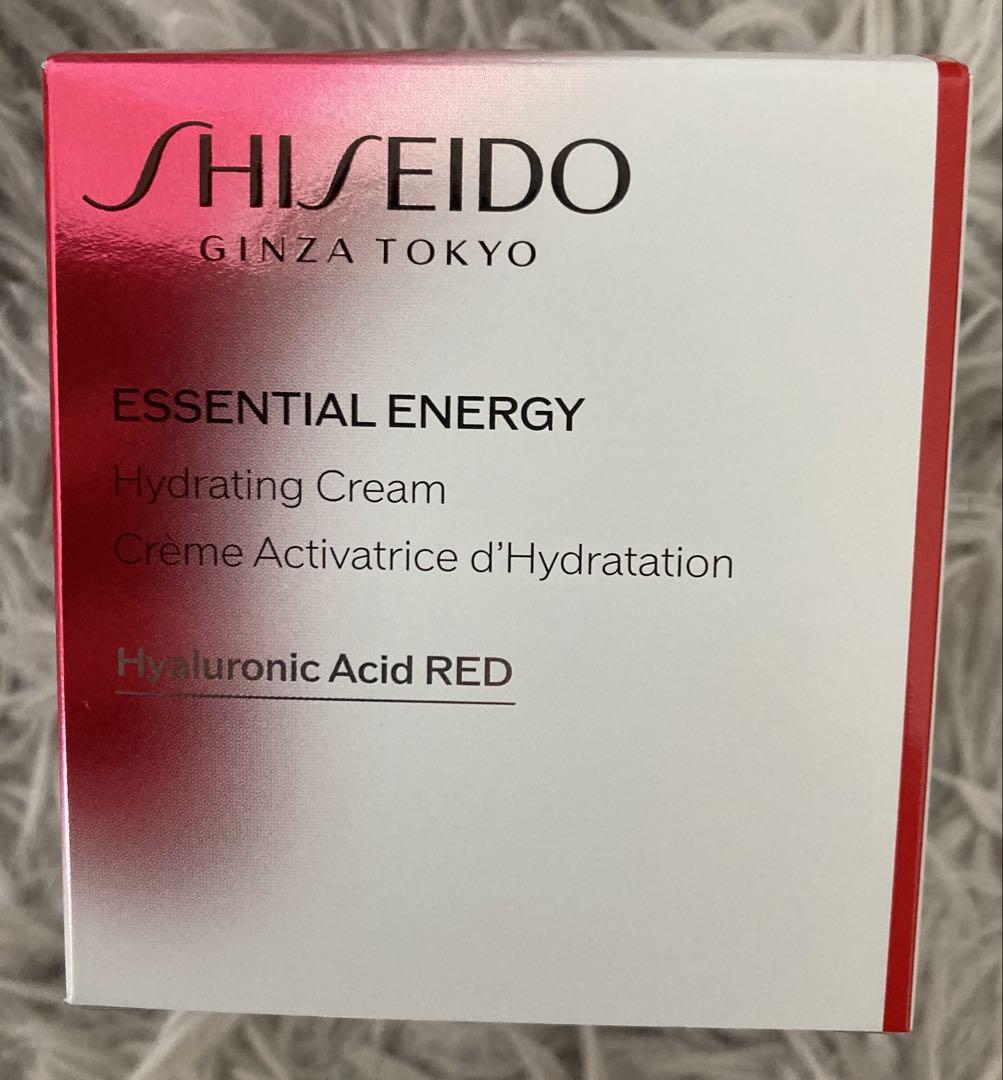 SHISEIDO
GINZA TOKYO
ESSENTIAL ENERGY
Hydrating Cream
Crème Activatrice d'Hydratation
Hyaluronic Acid RED